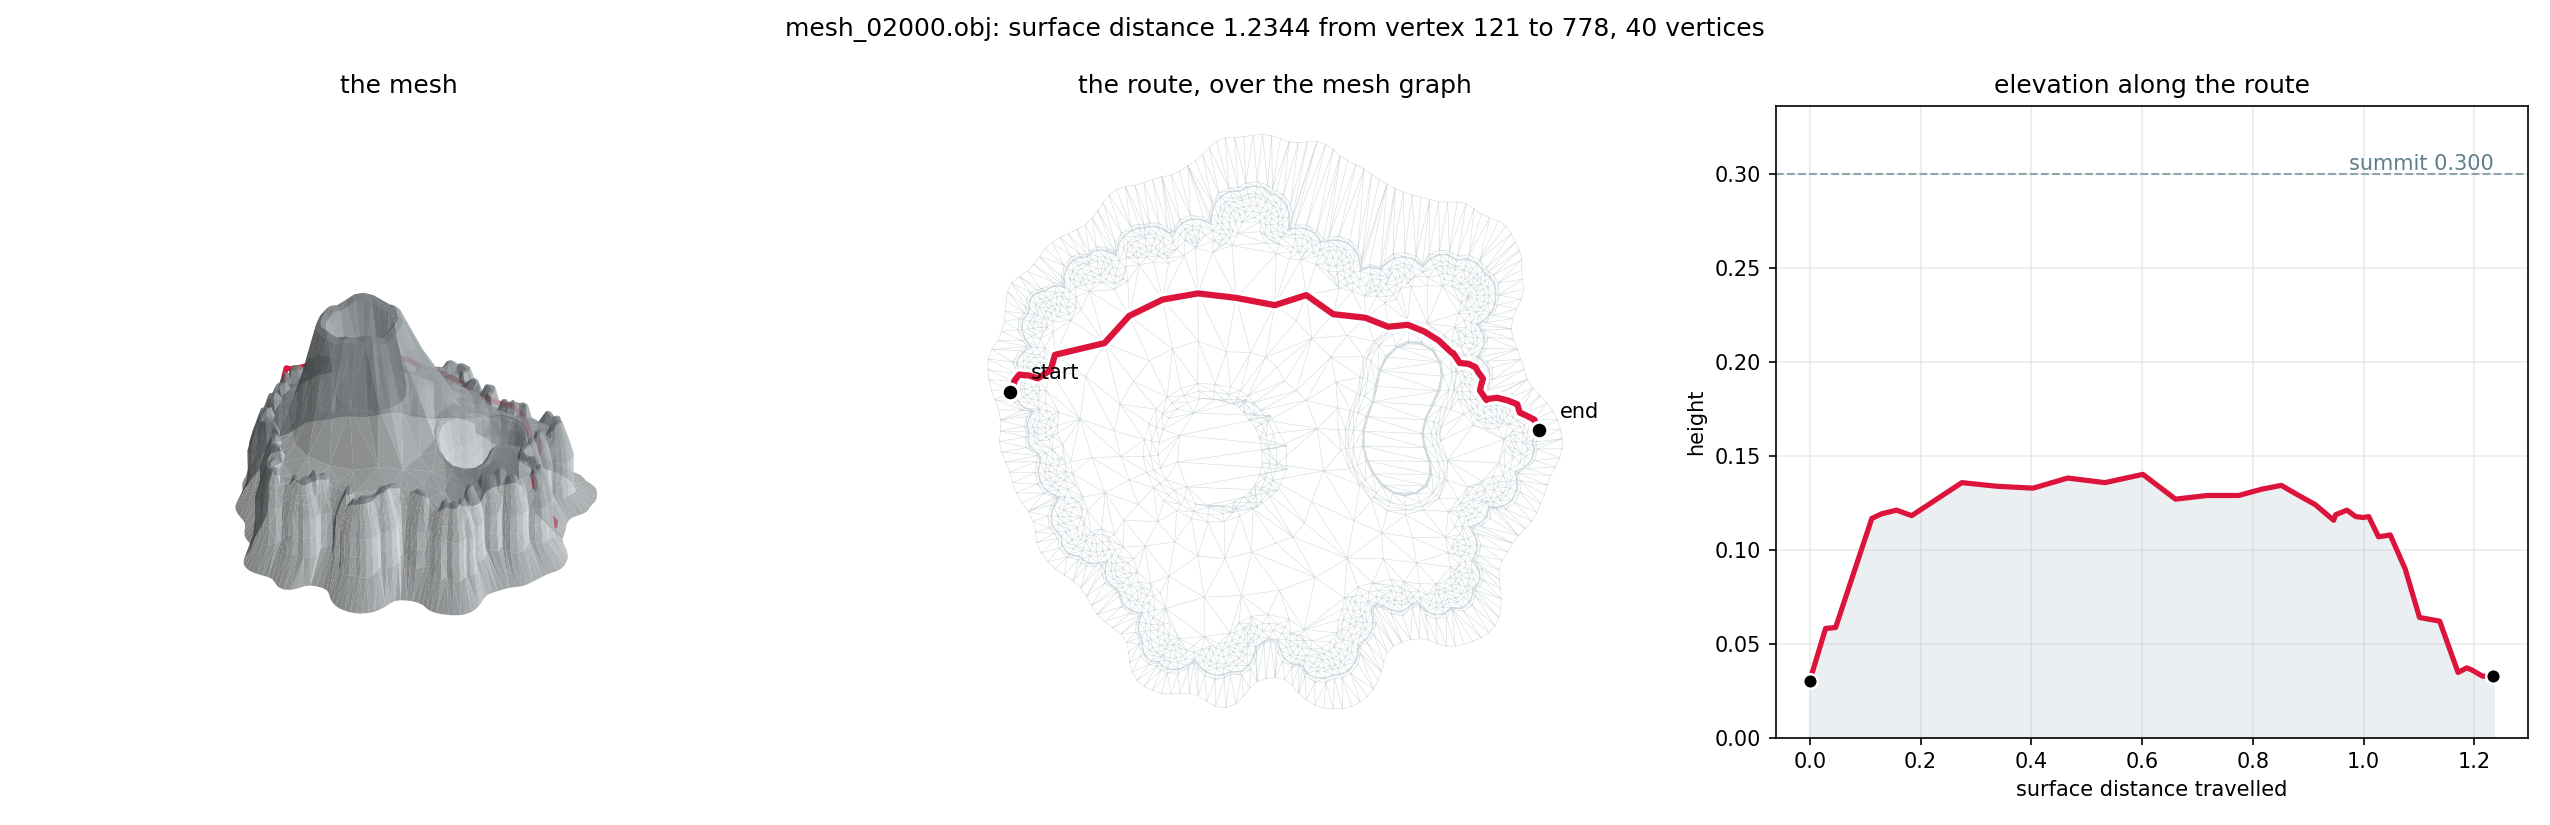 mesh_02000.obj: surface distance 1.2344 from vertex 121 to 778, 40 vertices
the mesh
the route, over the mesh graph
start
end
elevation along the route
summit 0.300
height
0.30
0.25
0.20
0.15
0.10
0.05
0.00
0.0 0.2 0.4 0.6 0.8 1.0 1.2
surface distance travelled